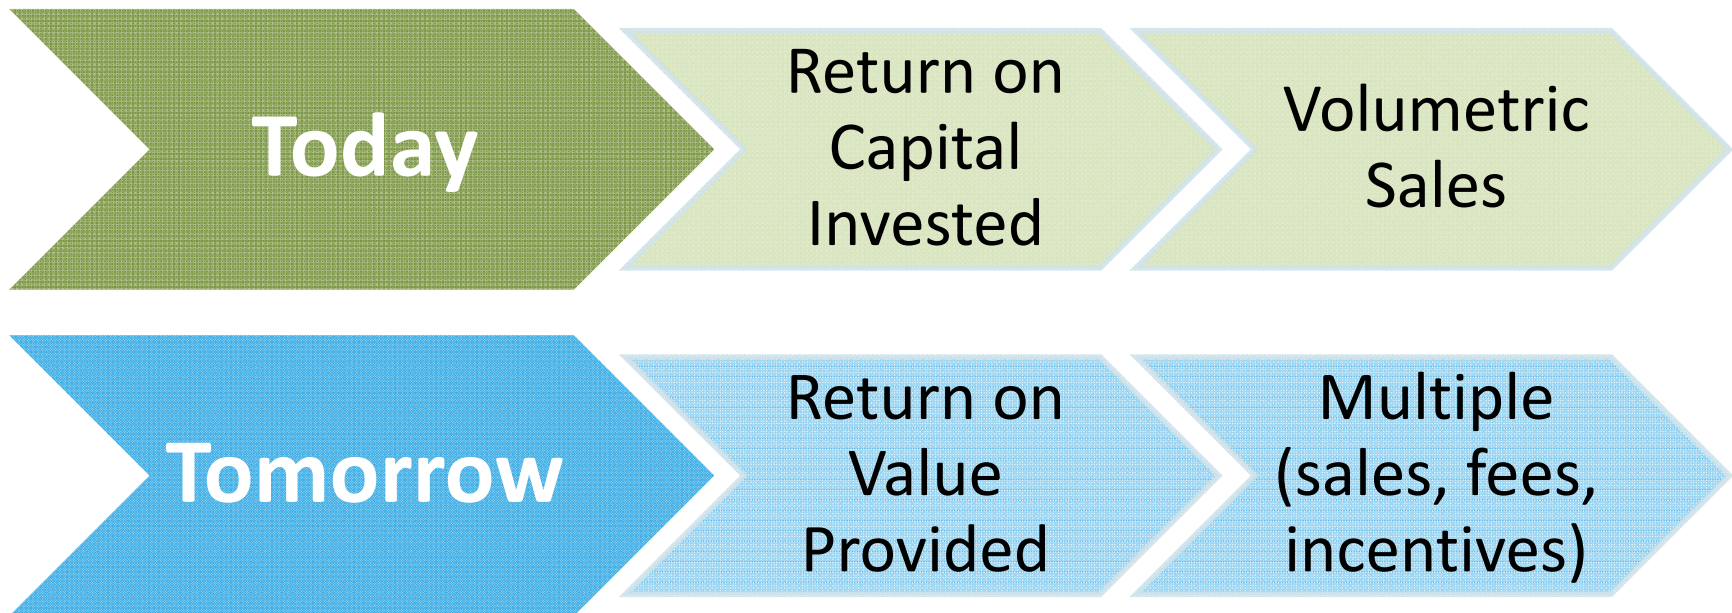 Today
Return on
Capital
Invested
Volumetric
Sales
Tomorrow
Return on
Value
Provided
Multiple
(sales, fees,
incentives)